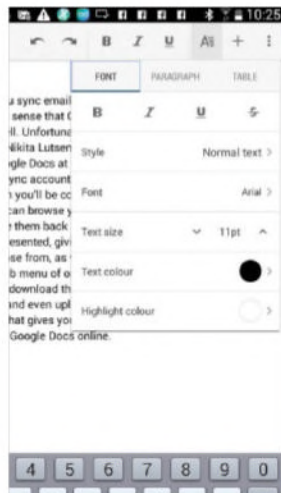 10:25
B I U
FONT PARAGRAPH TABLE
B I U S
Style Normal text
Font Arial
Text size 11pt
Text colour
Highlight colour
u sync email
sense that
ll. Unfortuna
Nikita Lutsen
gle Docs at
ync account
you'll be co
can browse y
them back
esented, givi
se from, as
b menu of o
download th
and even upl
hat gives you
Google Docs online.
4 5 6 7 8 9 0